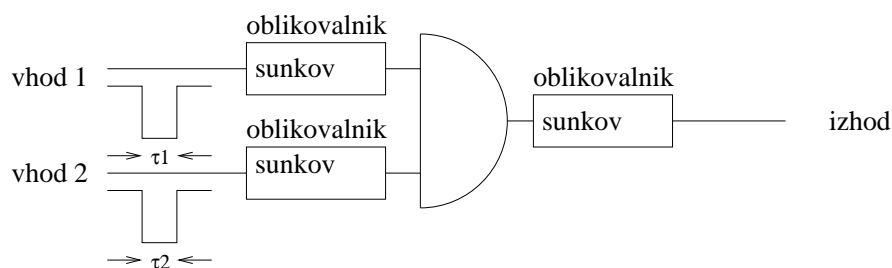 oblikovalnik
vhod 1
sunkov
τ1
oblikovalnik
vhod 2
sunkov
τ2
oblikovalnik
sunkov
izhod